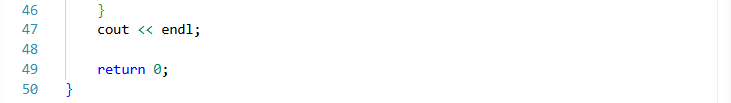 46 }
47 cout << endl;
48
49 return 0;
50 }